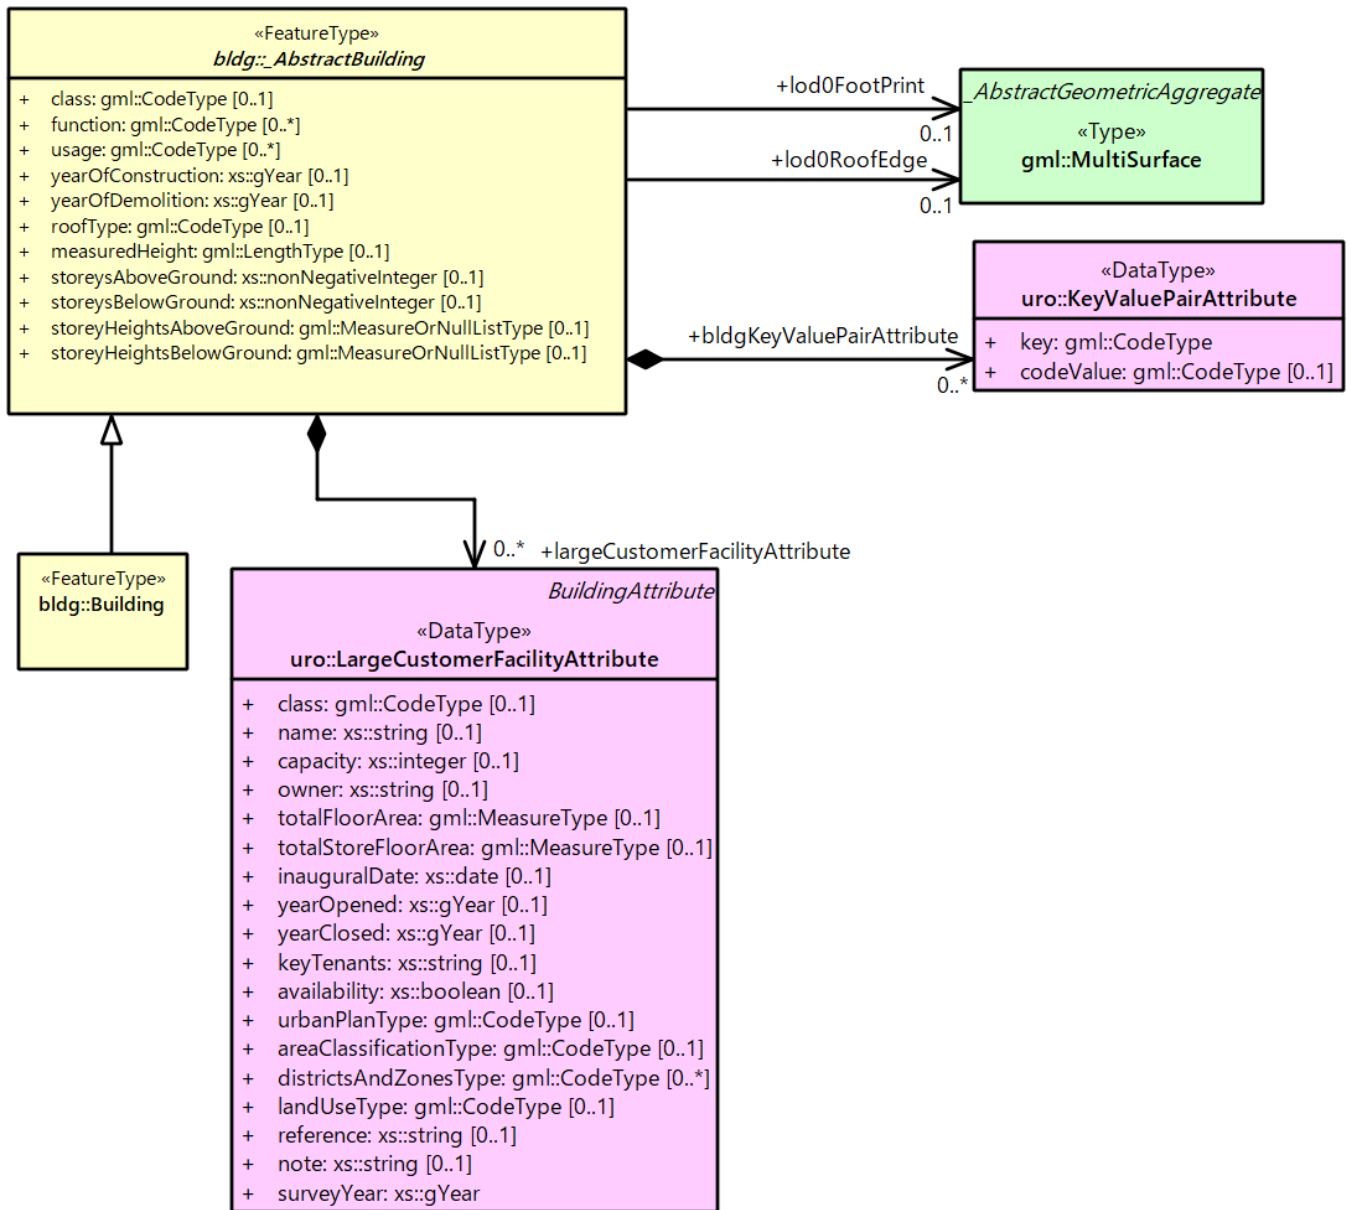 «FeatureType»
bldg::_AbstractBuilding
+ class: gml::CodeType [0..1]
+ function: gml::CodeType [0..*]
+ usage: gml::CodeType [0..*]
+ yearOfConstruction: xs::gYear [0..1]
+ yearOfDemolition: xs::gYear [0..1]
+ roofType: gml::CodeType [0..1]
+ measuredHeight: gml::LengthType [0..1]
+ storeysAboveGround: xs::nonNegativeInteger [0..1]
+ storeysBelowGround: xs::nonNegativeInteger [0..1]
+ storeyHeightsAboveGround: gml::MeasureOrNullListType [0..1]
+ storeyHeightsBelowGround: gml::MeasureOrNullListType [0..1]
+lod0FootPrint
0..1
+lod0RoofEdge
0..1
_AbstractGeometricAggregate
«Type»
gml::MultiSurface
+bldgKeyValuePairAttribute
0..*
«DataType»
uro::KeyValuePairAttribute
+ key: gml::CodeType
+ codeValue: gml::CodeType [0..1]
«FeatureType»
bldg::Building
0..* +largeCustomerFacilityAttribute
BuildingAttribute
«DataType»
uro::LargeCustomerFacilityAttribute
+ class: gml::CodeType [0..1]
+ name: xs::string [0..1]
+ capacity: xs::integer [0..1]
+ owner: xs::string [0..1]
+ totalFloorArea: gml::MeasureType [0..1]
+ totalStoreFloorArea: gml::MeasureType [0..1]
+ inauguralDate: xs::date [0..1]
+ yearOpened: xs::gYear [0..1]
+ yearClosed: xs::gYear [0..1]
+ keyTenants: xs::string [0..1]
+ availability: xs::boolean [0..1]
+ urbanPlanType: gml::CodeType [0..1]
+ areaClassificationType: gml::CodeType [0..1]
+ districtsAndZonesType: gml::CodeType [0..*]
+ landUseType: gml::CodeType [0..1]
+ reference: xs::string [0..1]
+ note: xs::string [0..1]
+ surveyYear: xs::gYear